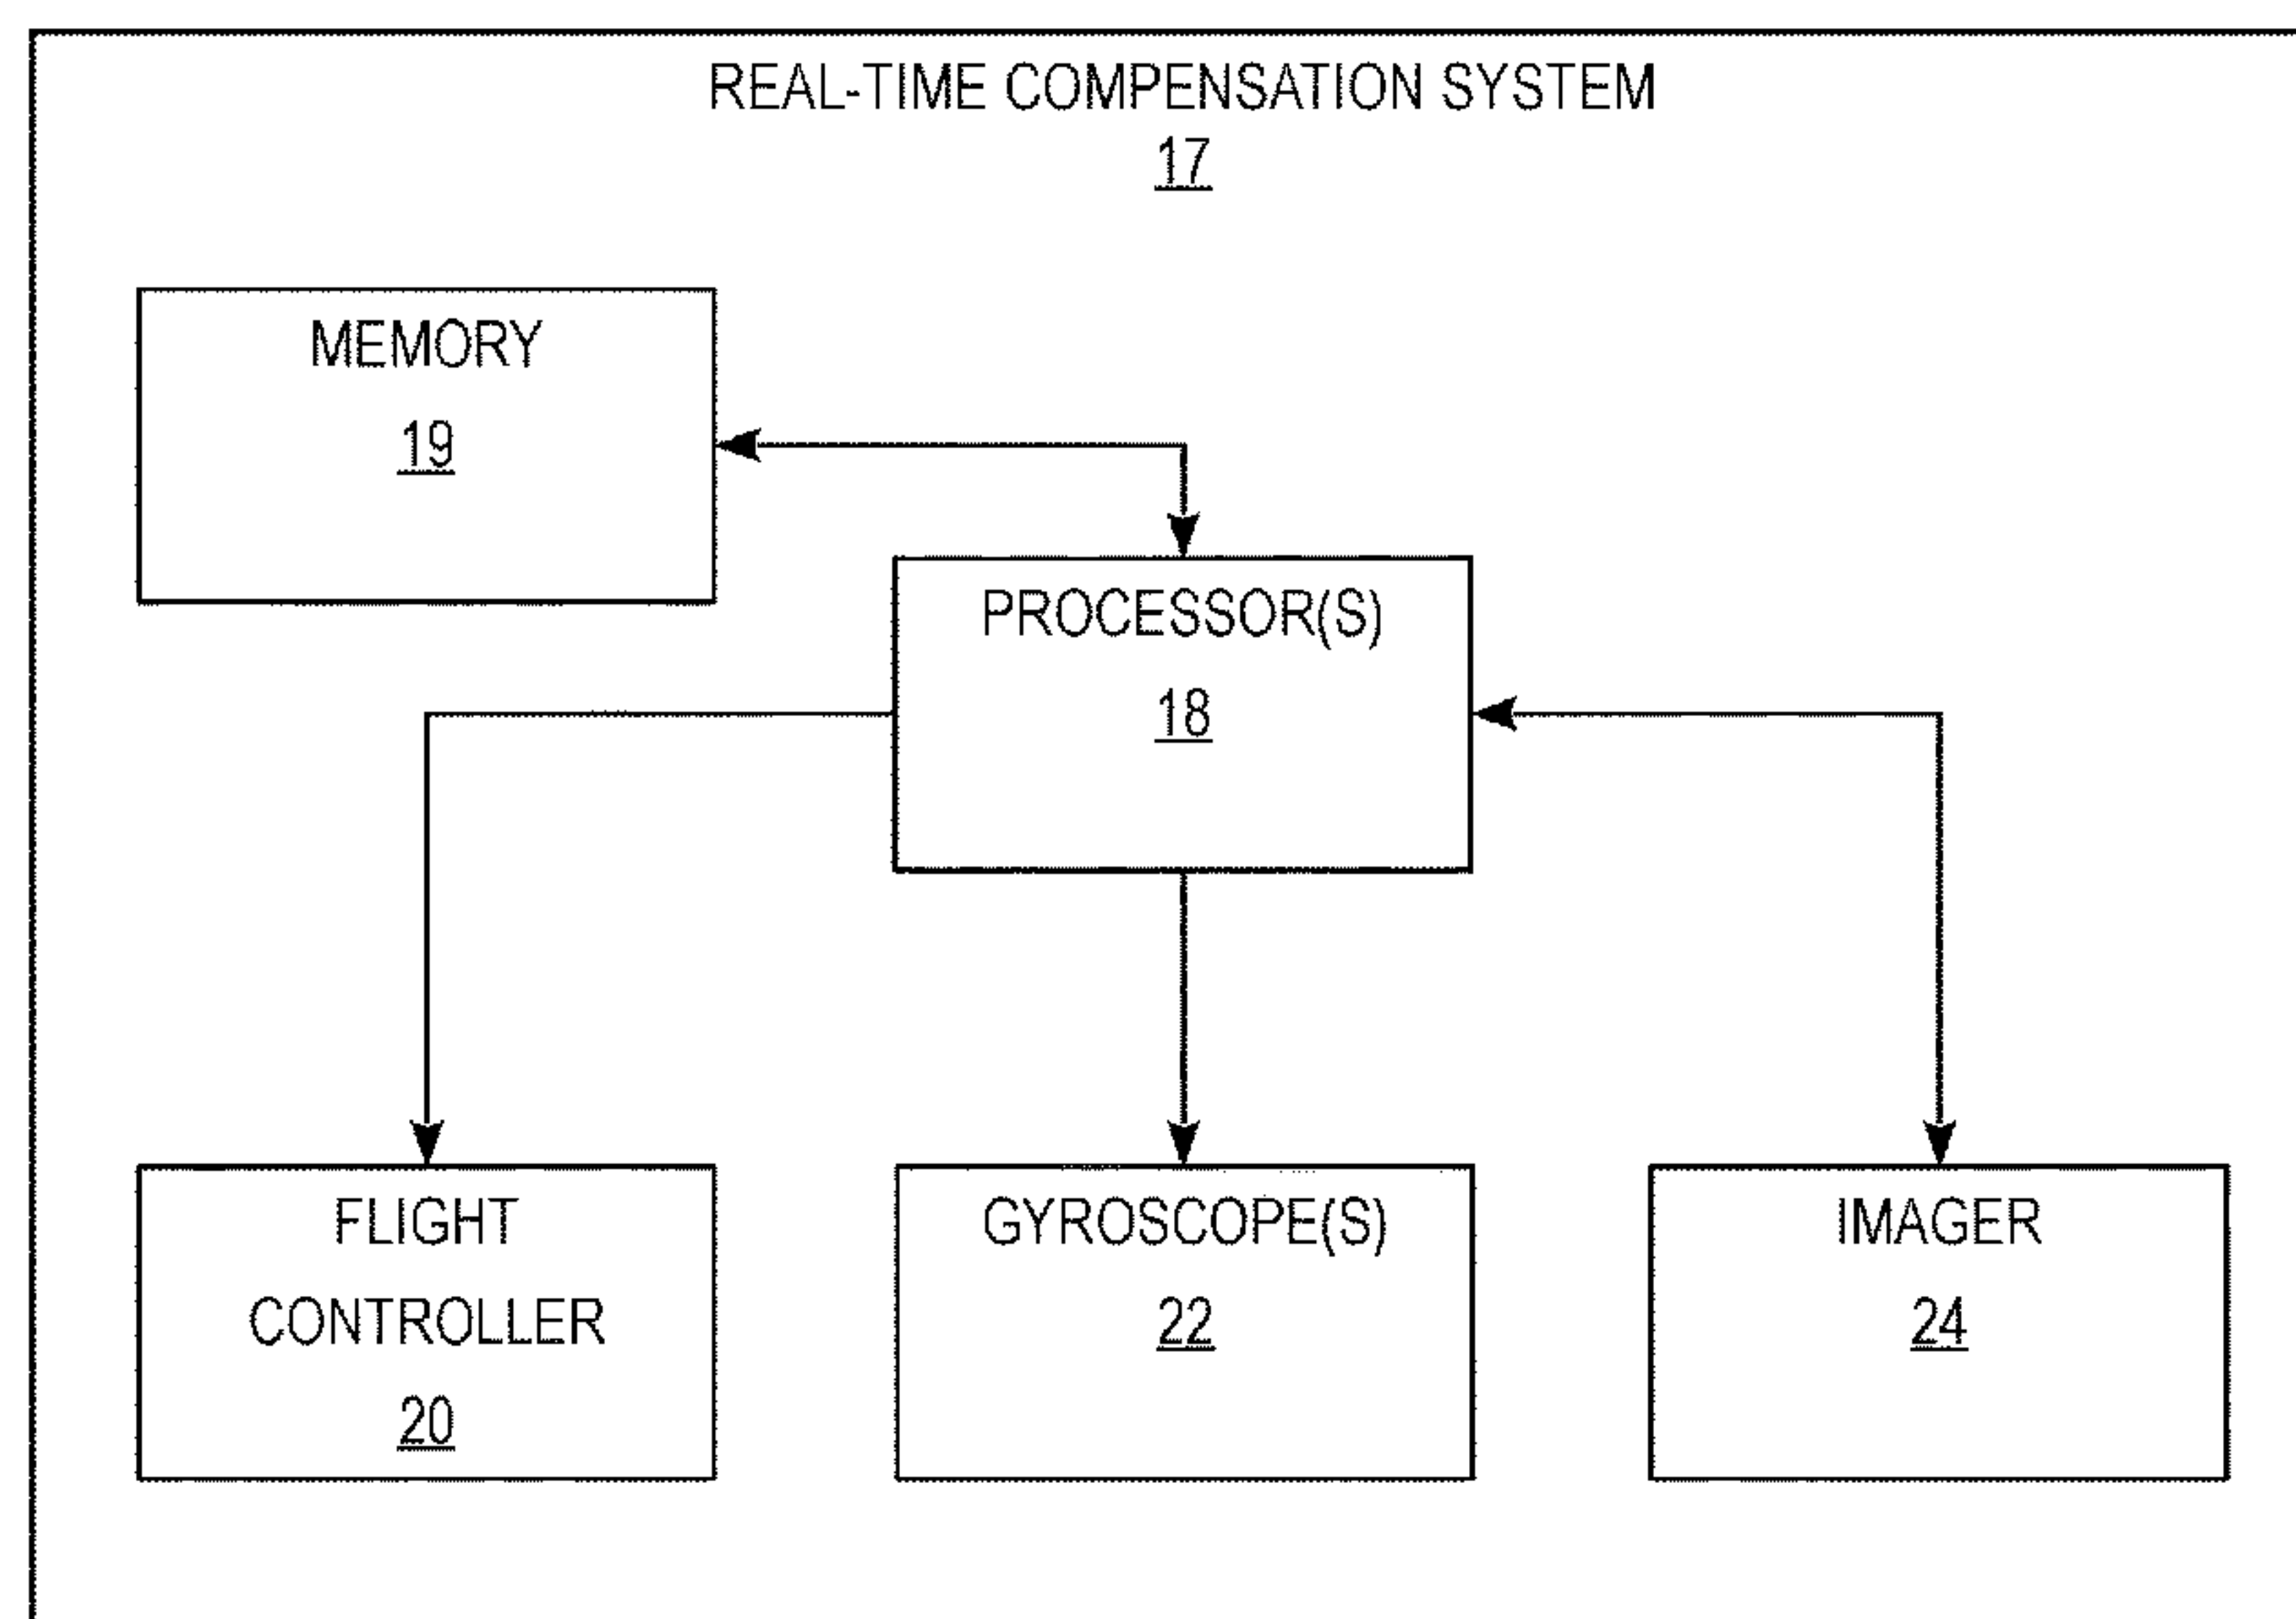 REAL-TIME COMPENSATION SYSTEM
17
MEMORY
19
PROCESSOR(S)
18
FLIGHT
CONTROLLER
20
GYROSCOPE(S)
22
IMAGER
24